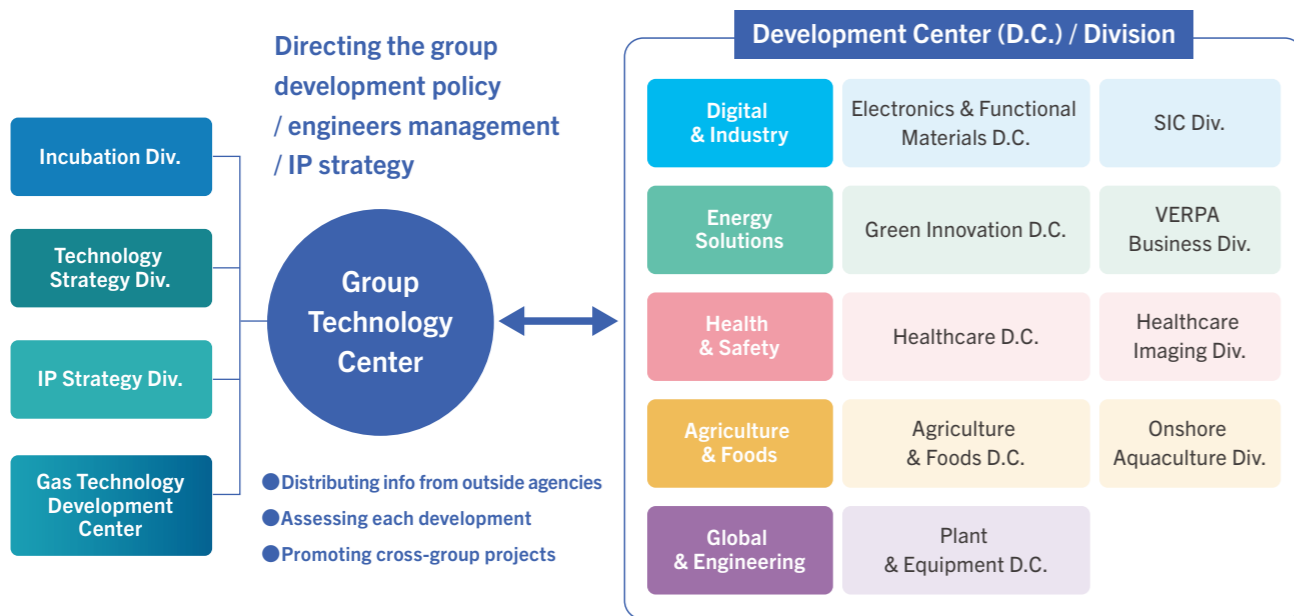 Directing the group
development policy
/ engineers management
/ IP strategy
Incubation Div.
Technology
Strategy Div.
IP Strategy Div.
Gas Technology
Development
Center
Group
Technology
Center
●Distributing info from outside agencies
●Assessing each development
●Promoting cross-group projects
Development Center (D.C.) / Division
Digital
& Industry
Electronics & Functional
Materials D.C.
SIC Div.
Energy
Solutions
Green Innovation D.C.
VERPA
Business Div.
Health
& Safety
Healthcare D.C.
Healthcare
Imaging Div.
Agriculture
& Foods
Agriculture
& Foods D.C.
Onshore
Aquaculture Div.
Global
& Engineering
Plant
& Equipment D.C.